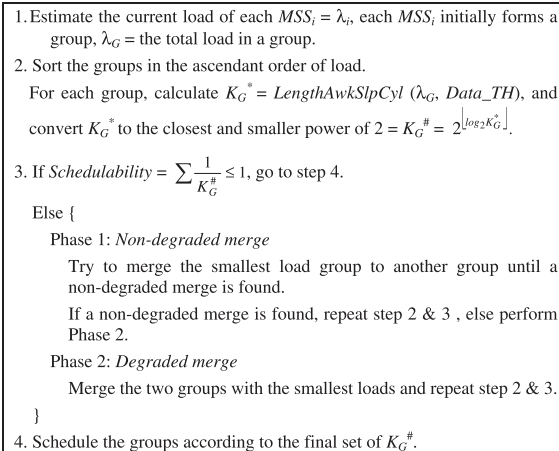 1. Estimate the current load of each MSSᵢ = λᵢ, each MSSᵢ initially forms a
group, λ_G = the total load in a group.
2. Sort the groups in the ascendant order of load.
For each group, calculate K_G^* = LengthAwkSlpCyl (λ_G, Data_TH), and
convert K_G^* to the closest and smaller power of 2 = K_G^# = 2^{⌊log₂K_G^*⌋}.
3. If Schedulability = ∑ 1/K_G^# ≤ 1, go to step 4.
Else {
Phase 1: Non-degraded merge
Try to merge the smallest load group to another group until a
non-degraded merge is found.
If a non-degraded merge is found, repeat step 2 & 3 , else perform
Phase 2.
Phase 2: Degraded merge
Merge the two groups with the smallest loads and repeat step 2 & 3.
}
4. Schedule the groups according to the final set of K_G^#.